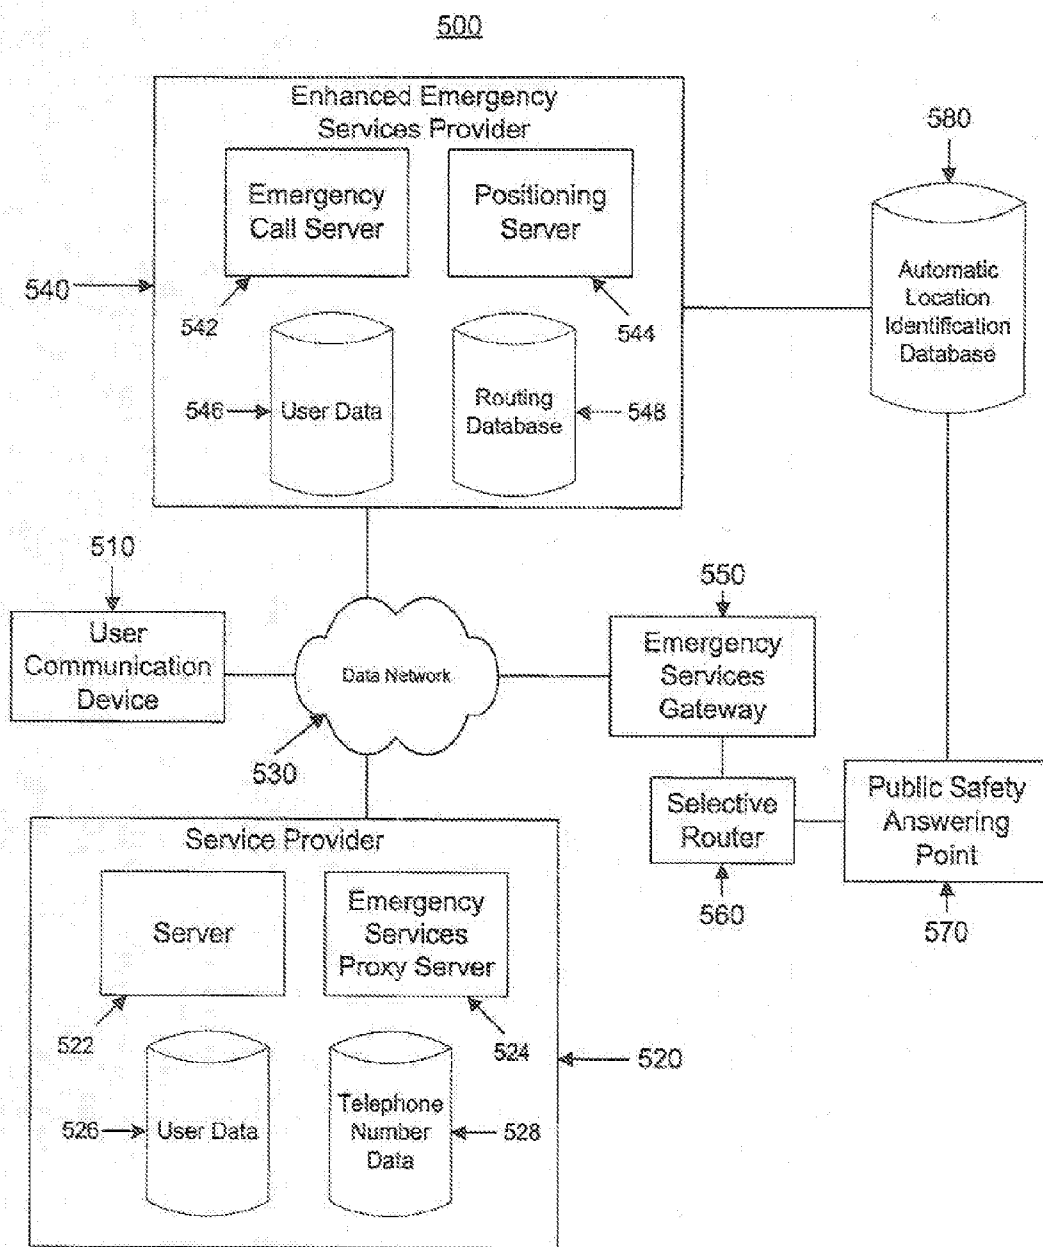 500
Enhanced Emergency
Services Provider
580
Emergency
Call Server
Positioning
Server
Automatic
Location
Identification
Database
540
542
544
546
User Data
Routing
Database
548
510
550
User
Communication
Device
Data Network
Emergency
Services
Gateway
530
Selective
Router
Public Safety
Answering
Point
Service Provider
560
570
Server
Emergency
Services
Proxy Server
522
524
520
526
User Data
Telephone
Number
Data
528